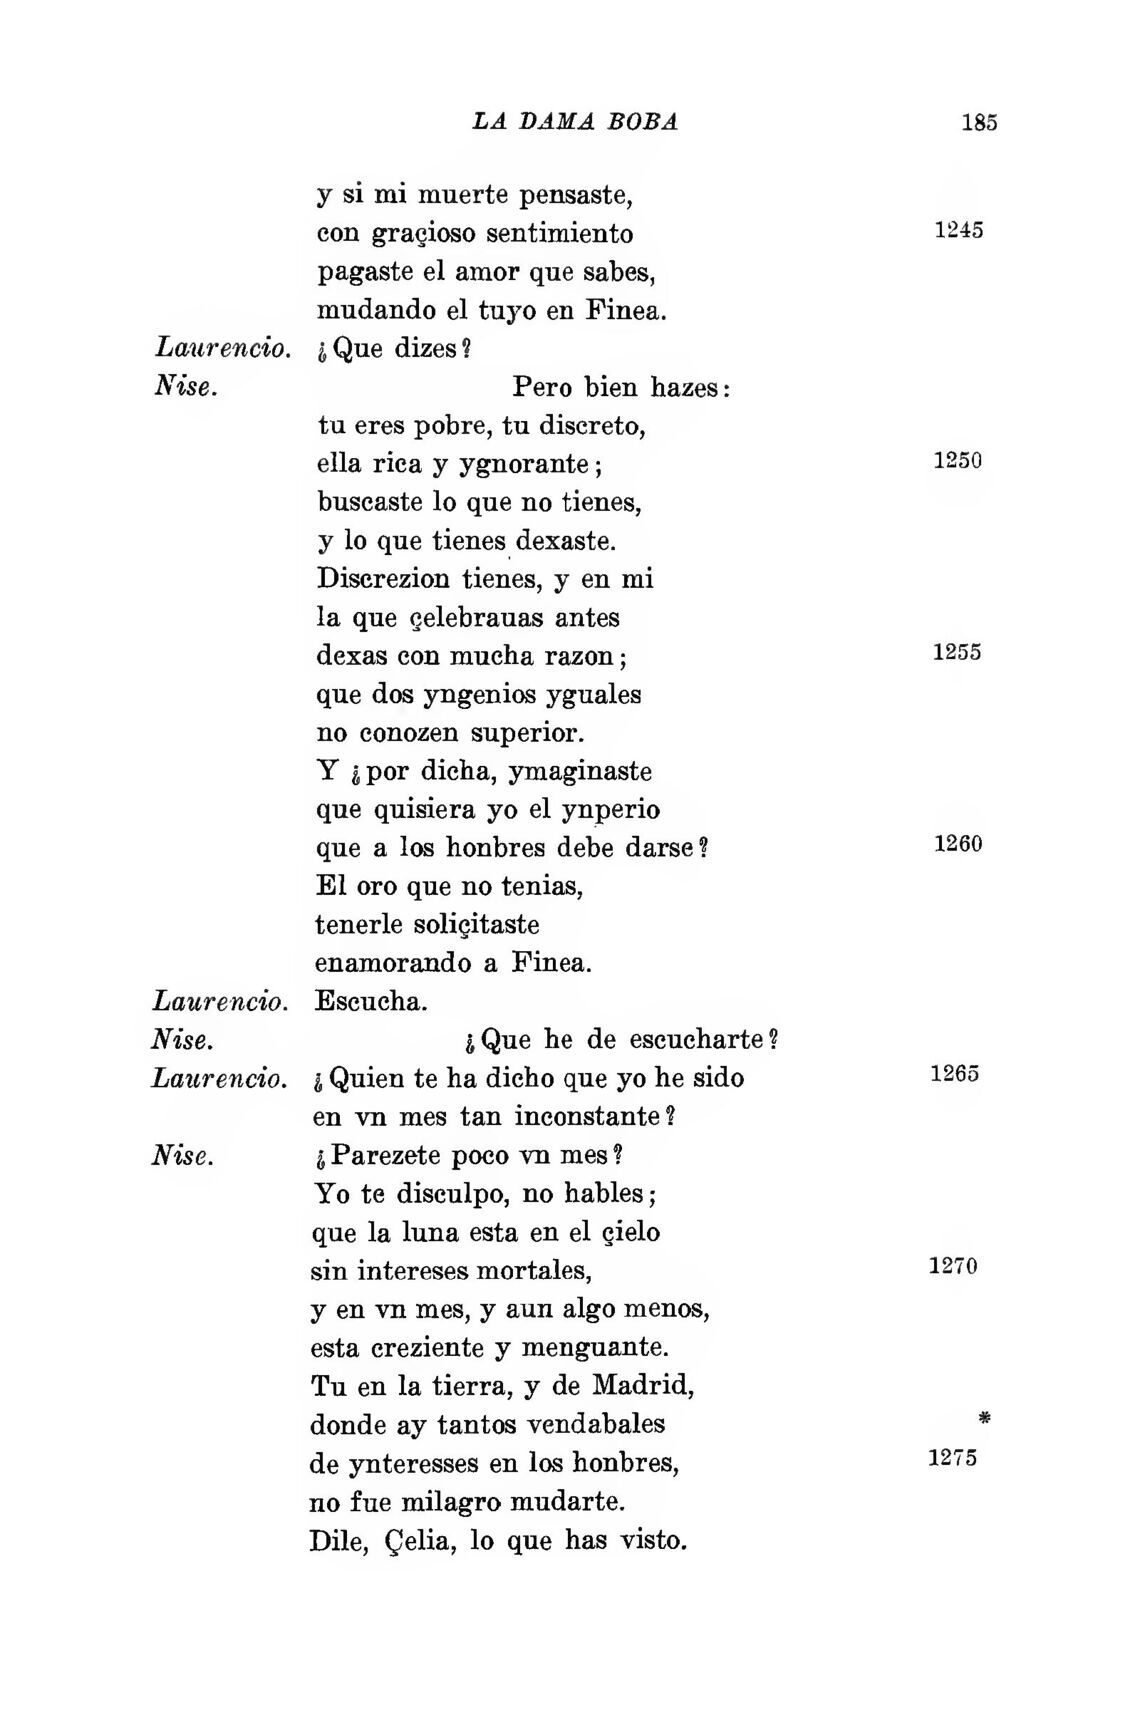 LA DAMA BOBA 185
y si mi muerte pensaste,
con graçioso sentimiento 1245
pagaste el amor que sabes,
mudando el tuyo en Finea.
Laurencio. ¿Que dizes?
Nise. Pero bien hazes:
tu eres pobre, tu discreto,
ella rica y ygnorante; 1250
buscaste lo que no tienes,
y lo que tienes dexaste.
Discrezion tienes, y en mi
la que çelebrauas antes
dexas con mucha razon; 1255
que dos yngenios yguales
no conozen superior.
Y ¿por dicha, ymaginaste
que quisiera yo el ynperio
que a los honbres debe darse? 1260
El oro que no tenias,
tenerle soliçitaste
enamorando a Finea.
Laurencio. Escucha.
Nise. ¿Que he de escucharte?
Laurencio. ¿Quien te ha dicho que yo he sido 1265
en vn mes tan inconstante?
Nise. ¿Parezete poco vn mes?
Yo te disculpo, no hables;
que la luna esta en el çielo
sin intereses mortales, 1270
y en vn mes, y aun algo menos,
esta creziente y menguante.
Tu en la tierra, y de Madrid,
donde ay tantos vendabales *
de ynteresses en los honbres, 1275
no fue milagro mudarte.
Dile, Çelia, lo que has visto.